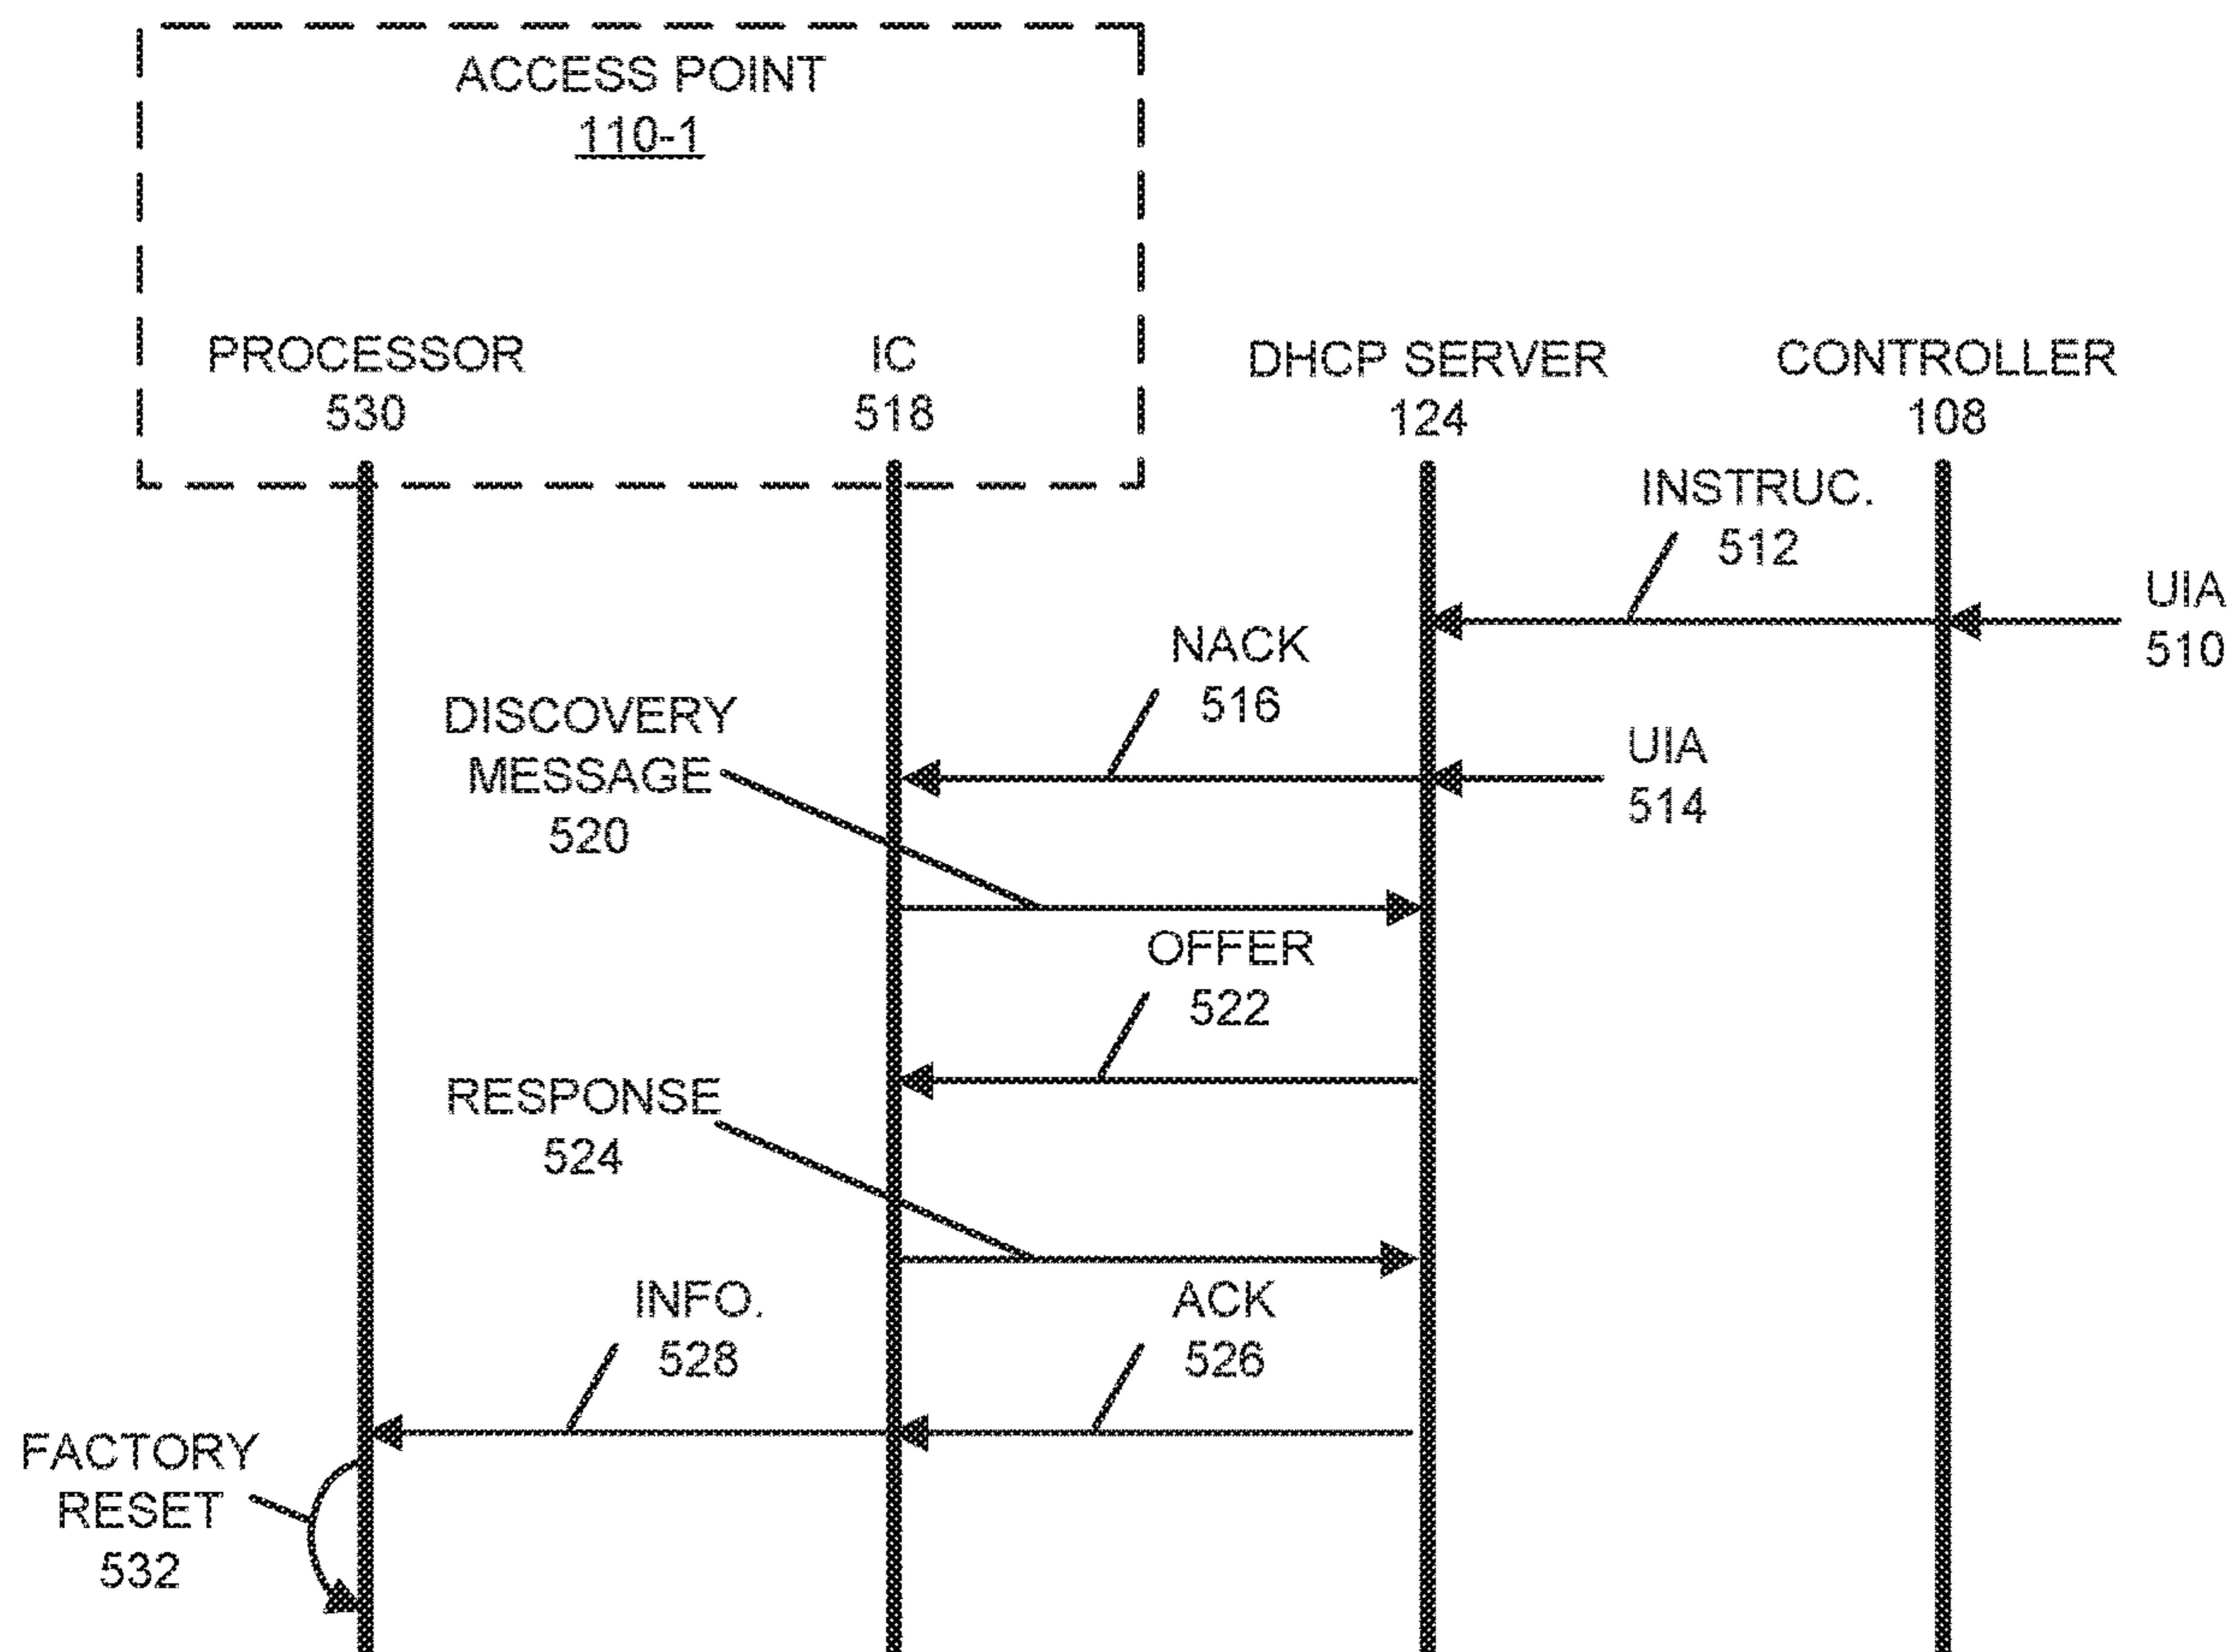 ACCESS POINT
110-1
PROCESSOR
530
IC
518
DHCP SERVER
124
CONTROLLER
108
INSTRUC.
512
UIA
510
NACK
516
UIA
514
DISCOVERY
MESSAGE
520
OFFER
522
RESPONSE
524
INFO.
528
ACK
526
FACTORY
RESET
532